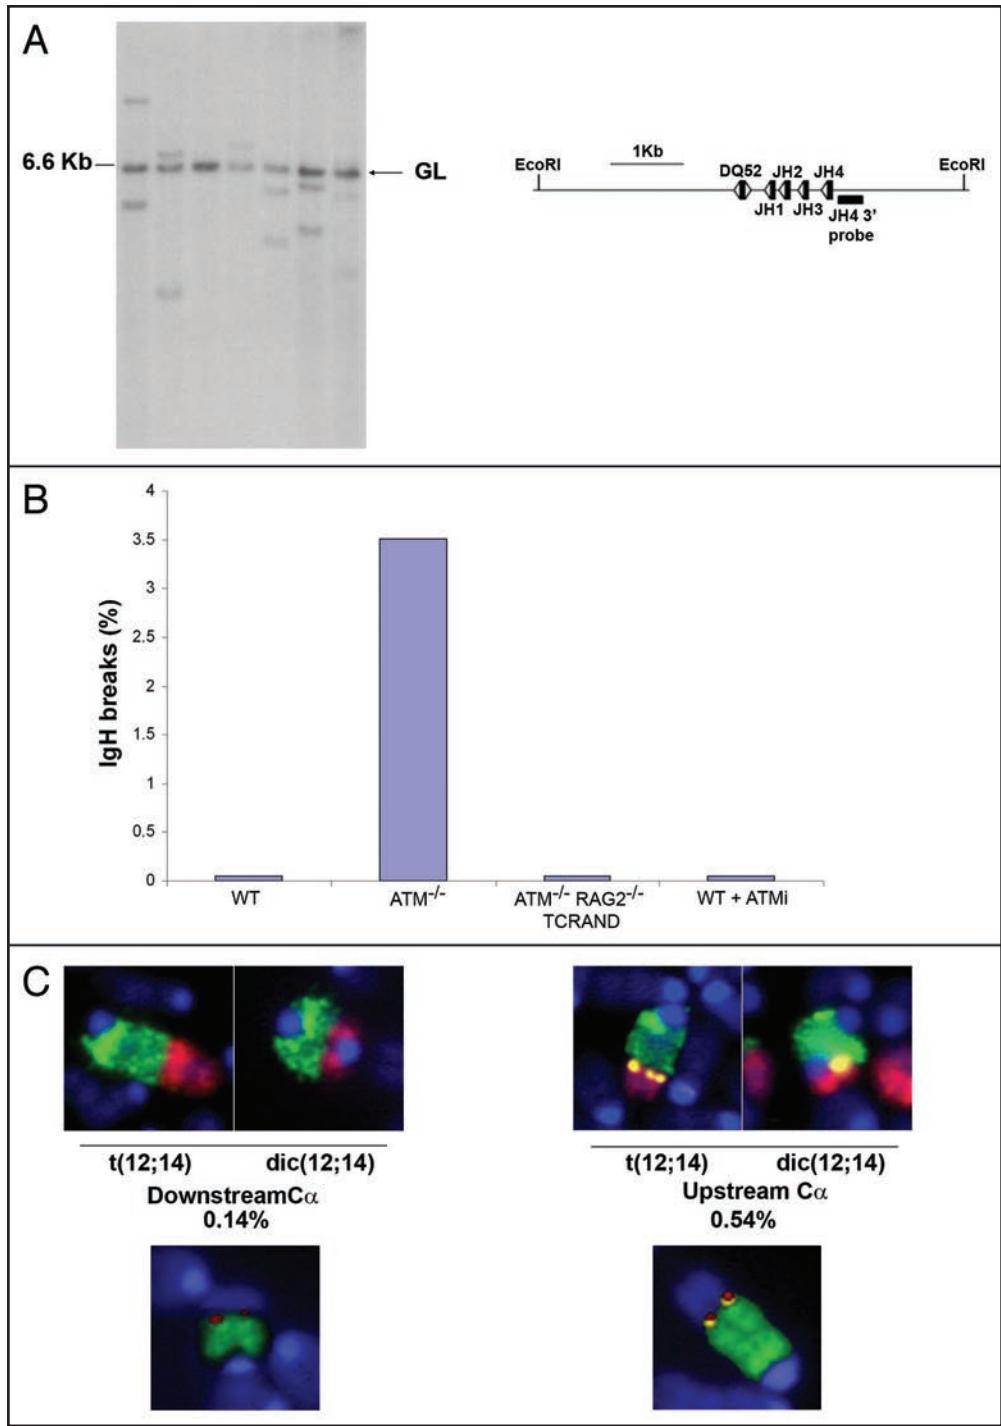 A
6.6 Kb
GL
1Kb
EcoRI
EcoRI
DQ52 JH2 JH4
JH1 JH3 JH4 3'
probe
B
IgH breaks (%)
4
3.5
3
2.5
2
1.5
1
0.5
0
WT
ATM-/-
ATM-/- RAG2-/-
TCRAND
WT + ATMi
C
t(12;14) dic(12;14)
DownstreamCα
0.14%
t(12;14) dic(12;14)
Upstream Cα
0.54%